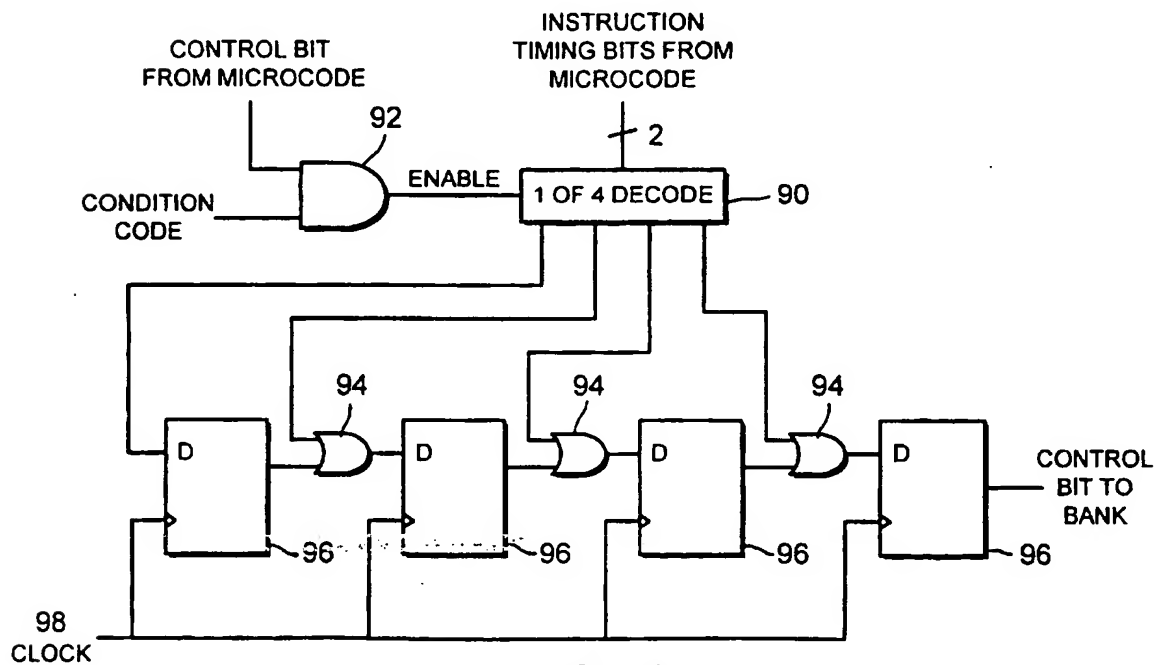 CONTROL BIT
FROM MICROCODE
INSTRUCTION
TIMING BITS FROM
MICROCODE
92
2
ENABLE
1 OF 4 DECODE
90
CONDITION
CODE
94
94
94
D
D
D
D
CONTROL
BIT TO
BANK
96
96
96
96
98
CLOCK